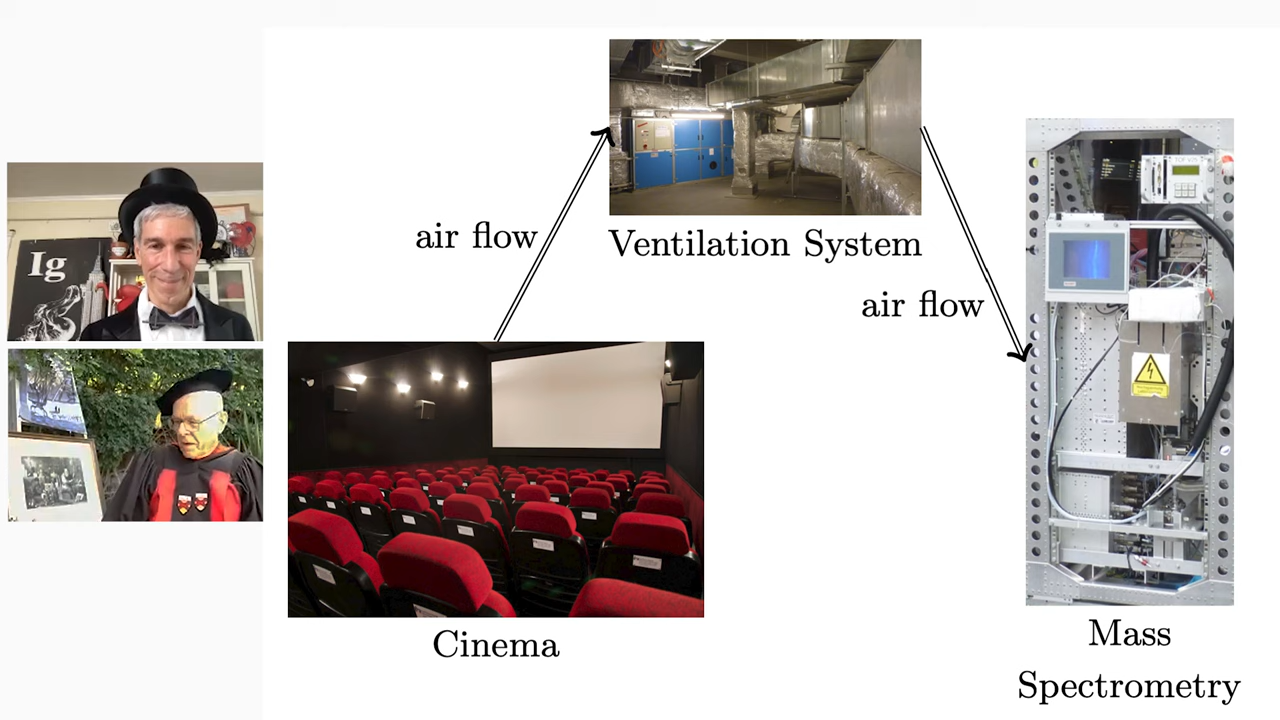 Ig
air flow
Ventilation System
air flow
Cinema
Mass
Spectrometry